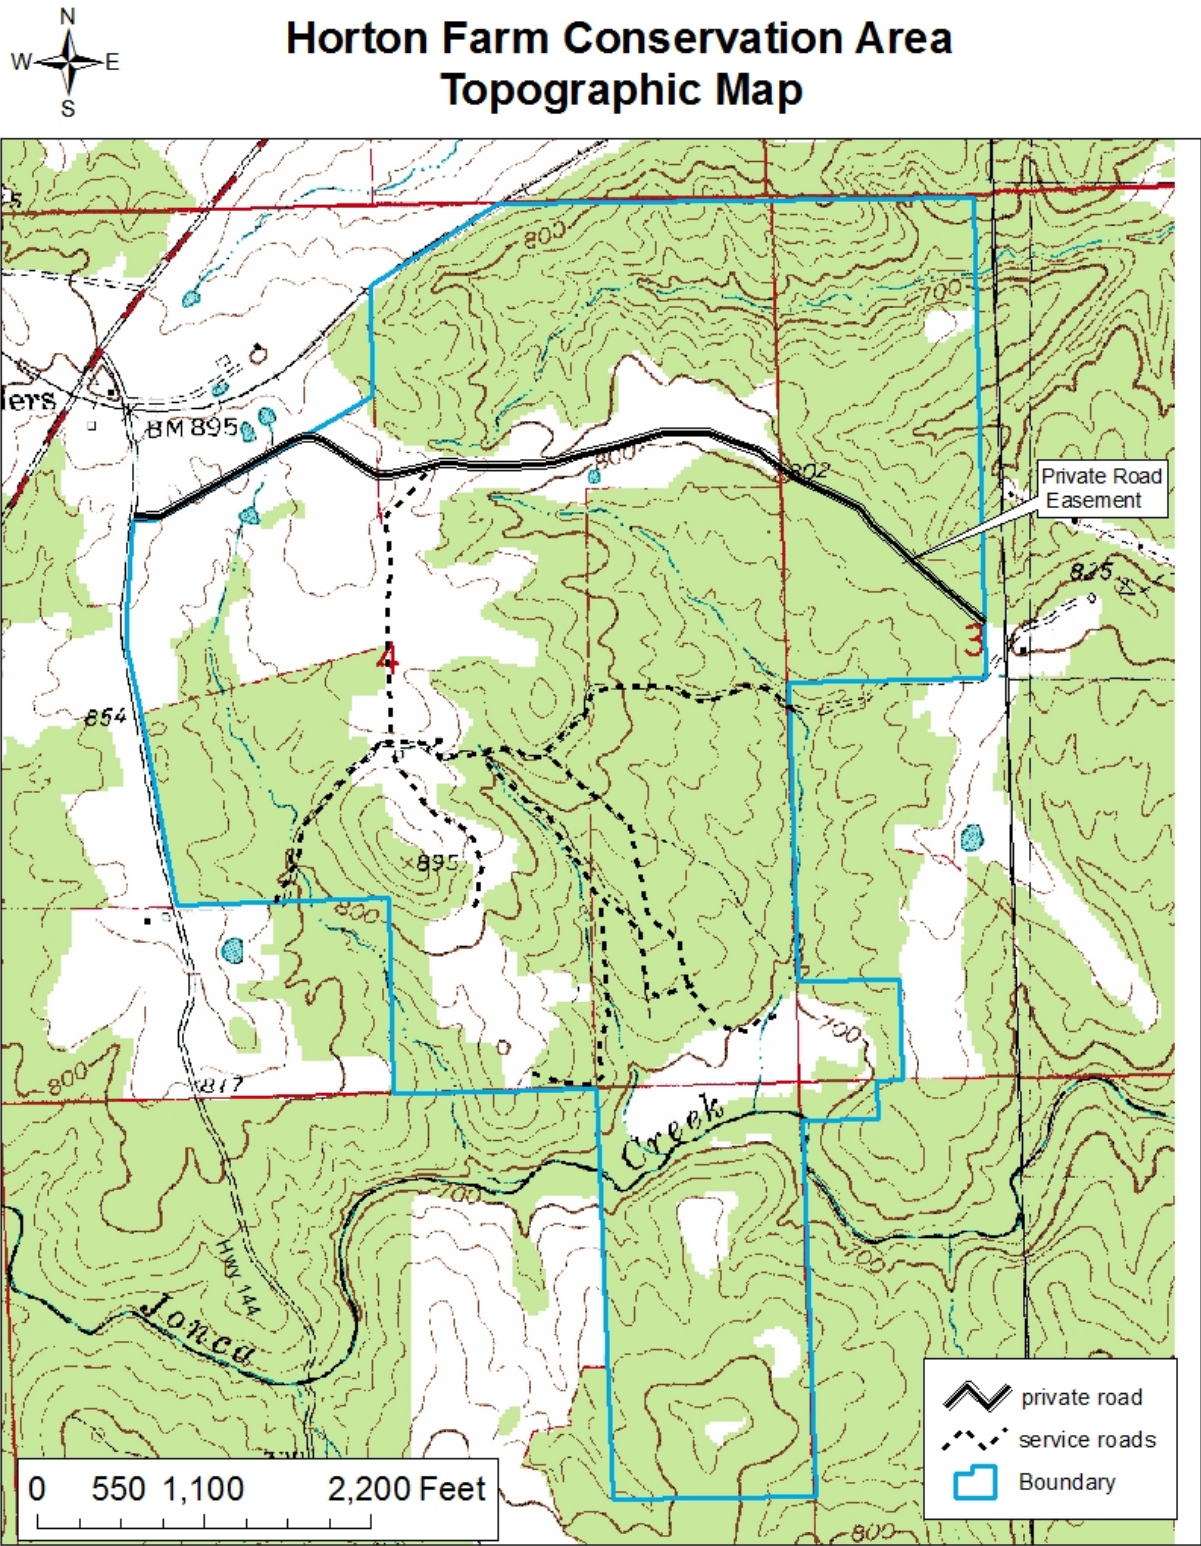 N
W E
S
Horton Farm Conservation Area
Topographic Map
800
700
lers
BM 895
800
802
Private Road
Easement
825
3
4
854
895
800
700
800
817
Creek
700
700
HWY 144
Jonca
private road
service roads
Boundary
0 550 1,100 2,200 Feet
800